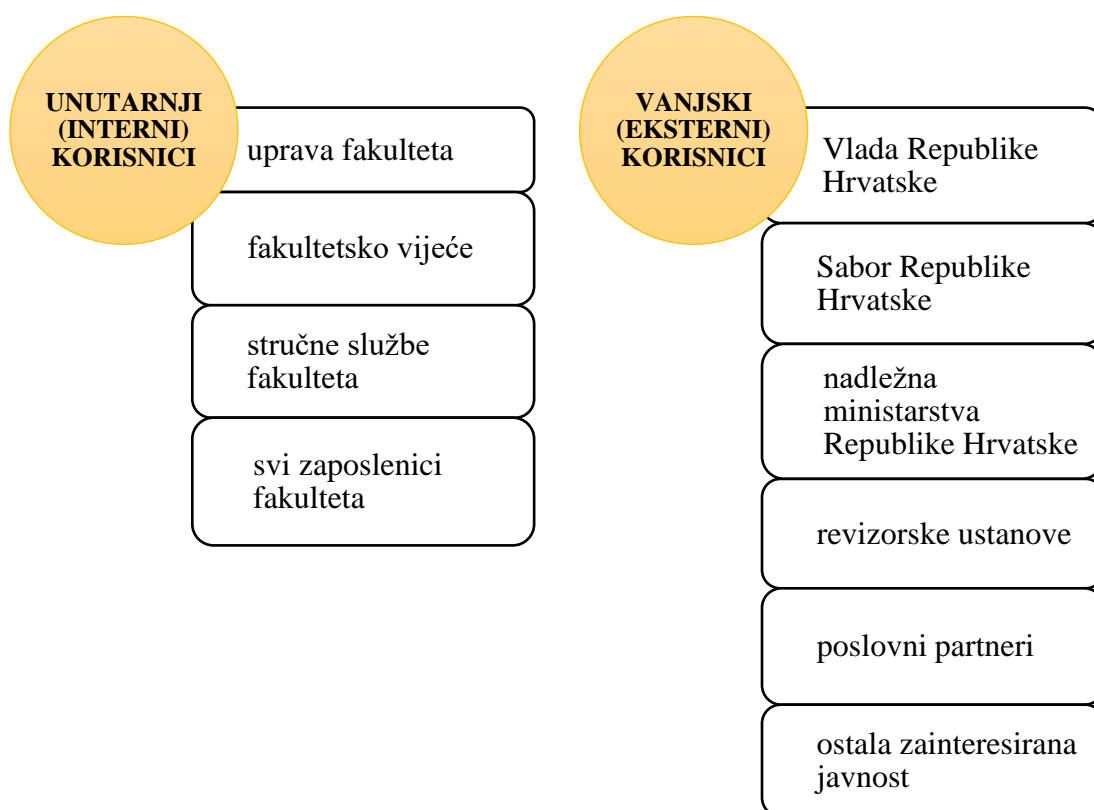 UNUTARNJI
(INTERNI)
KORISNICI
uprava fakulteta
fakultetsko vijeće
stručne službe
fakulteta
svi zaposlenici
fakulteta
VANJSKI
(EKSTERNI)
KORISNICI
Vlada Republike
Hrvatske
Sabor Republike
Hrvatske
nadležna
ministarstva
Republike Hrvatske
revizorske ustanove
poslovni partneri
ostala zainteresirana
javnost